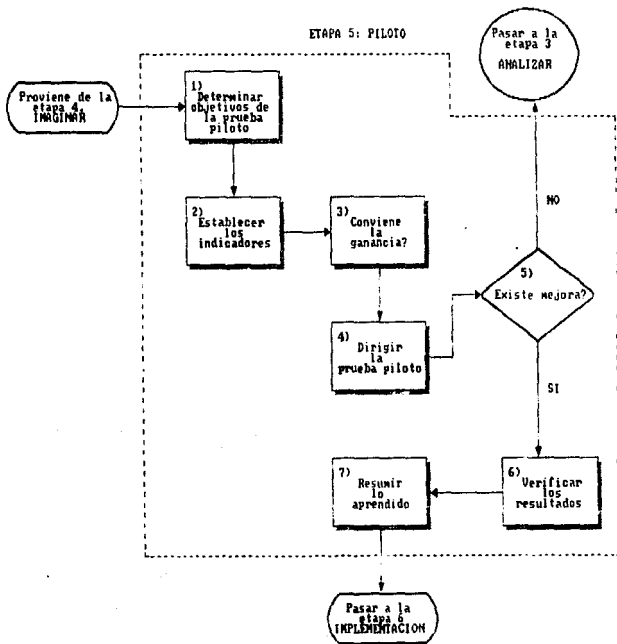 ETAPA 5: PILOTO
Pasar a la
etapa 3
ANALIZAR
Proviene de la
etapa 4,
IMAGINAR
1)
Determinar
objetivos de
la prueba
piloto
2)
Establecer
los
indicadores
3)
Conviene
la
ganancia?
NO
5)
Existe mejora?
4)
Dirigir
la
prueba piloto
SI
7)
Resumir
lo
aprendido
6)
Verificar
los
resultados
Pasar a la
etapa 6
IMPLEMENTACION